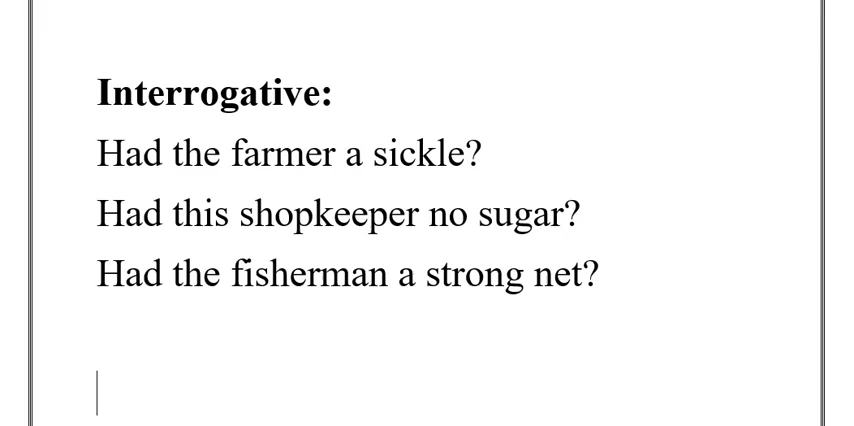 Interrogative:
Had the farmer a sickle?
Had this shopkeeper no sugar?
Had the fisherman a strong net?